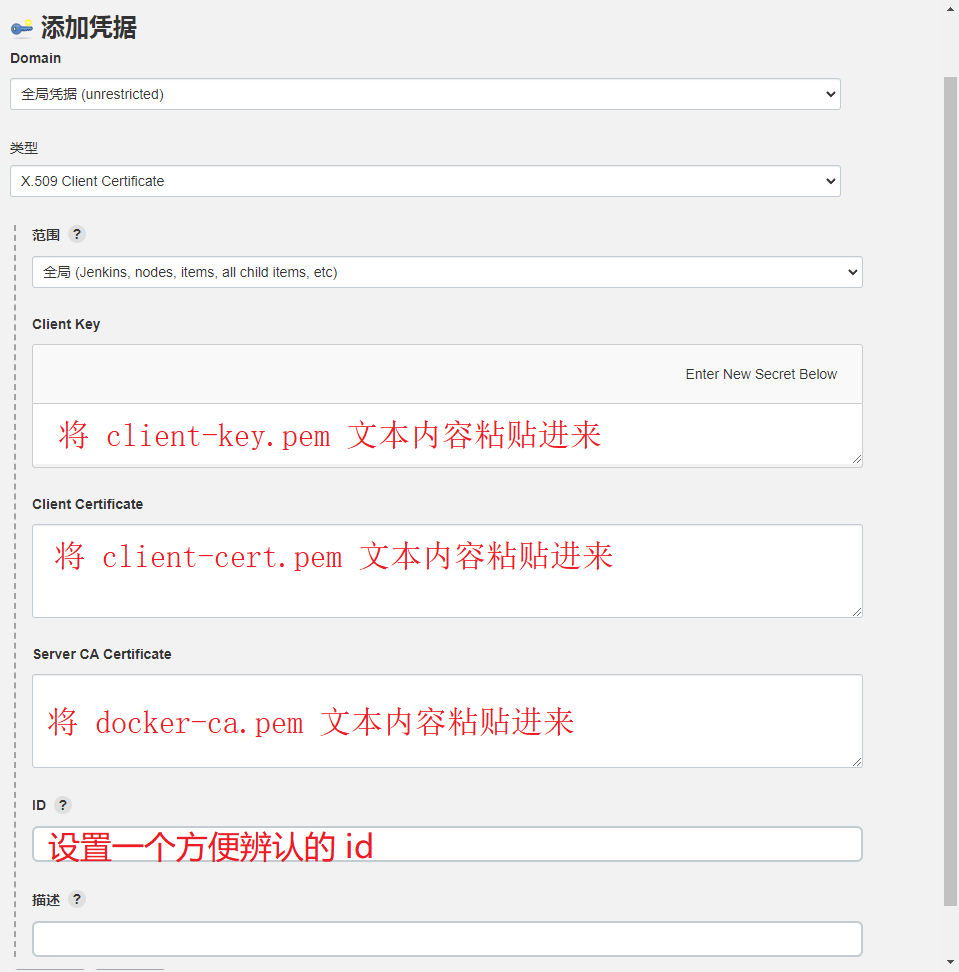 添加凭据
Domain
全局凭据 (unrestricted)
类型
X.509 Client Certificate
范围 ?
全局 (Jenkins, nodes, items, all child items, etc)
Client Key
Enter New Secret Below
将 client-key.pem 文本内容粘贴进来
Client Certificate
将 client-cert.pem 文本内容粘贴进来
Server CA Certificate
将 docker-ca.pem 文本内容粘贴进来
ID ?
设置一个方便辨认的 id
描述 ?